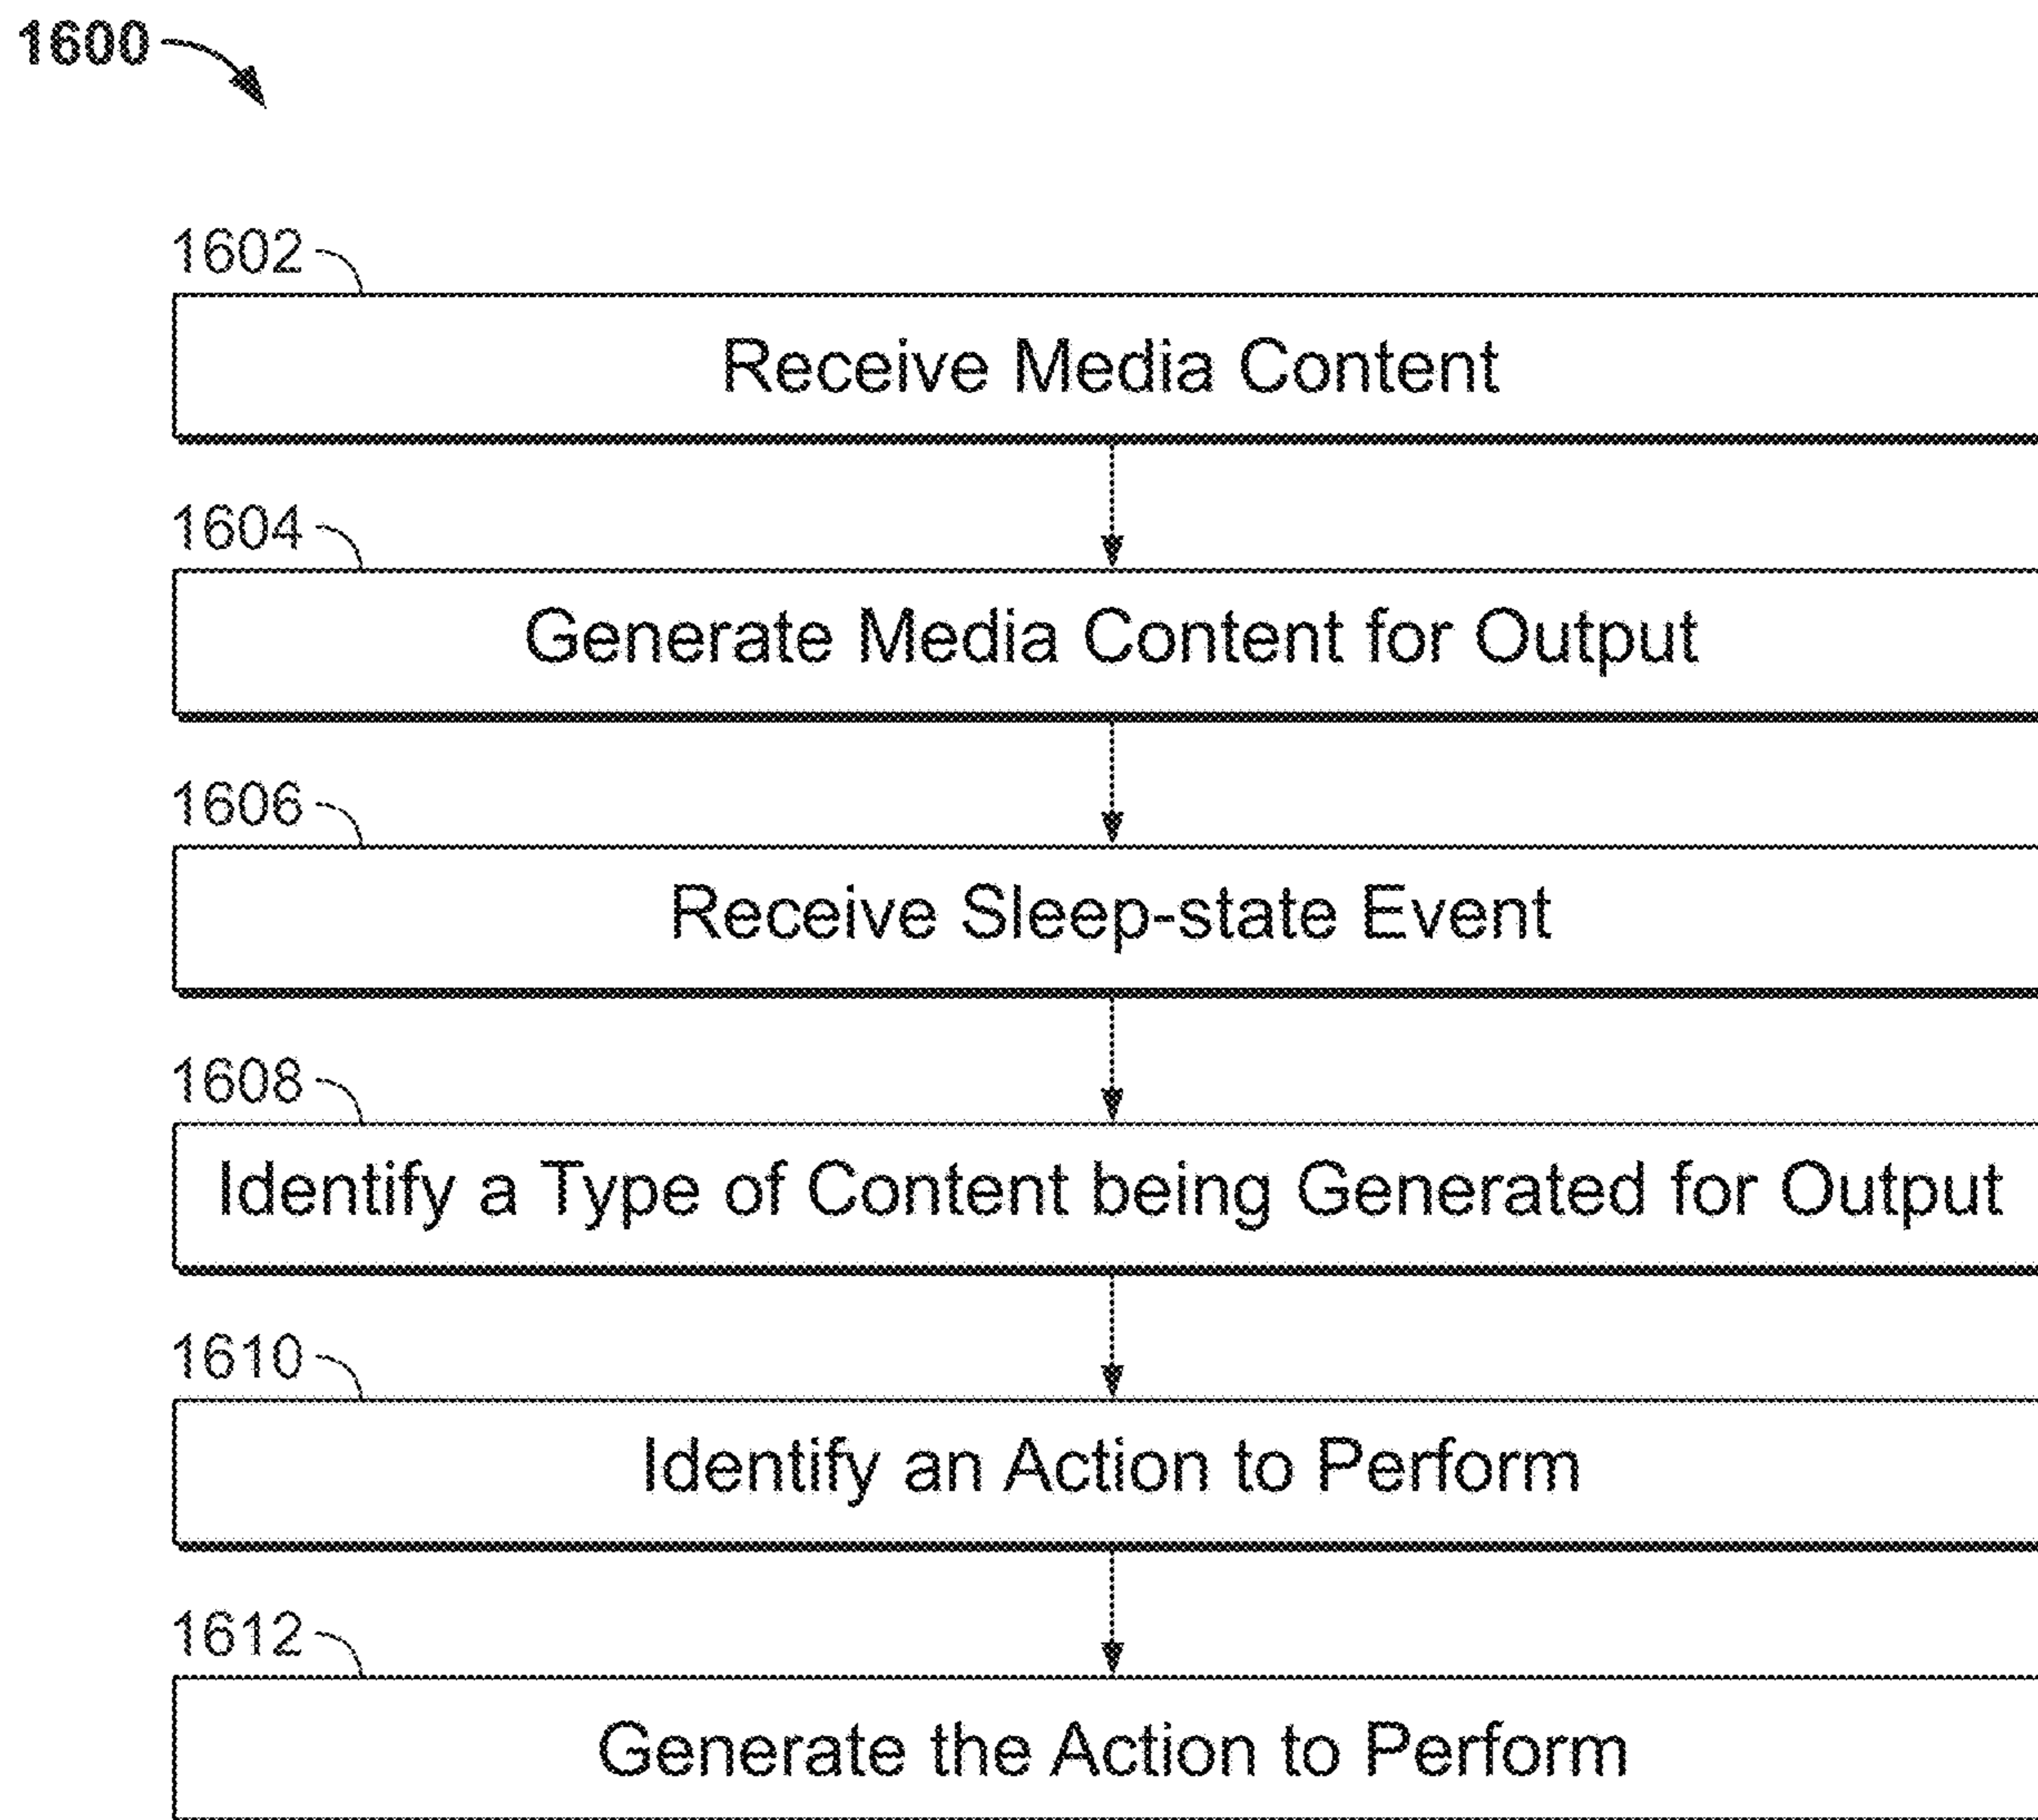 1600
1602
Receive Media Content
1604
Generate Media Content for Output
1606
Receive Sleep-state Event
1608
Identify a Type of Content being Generated for Output
1610
Identify an Action to Perform
1612
Generate the Action to Perform